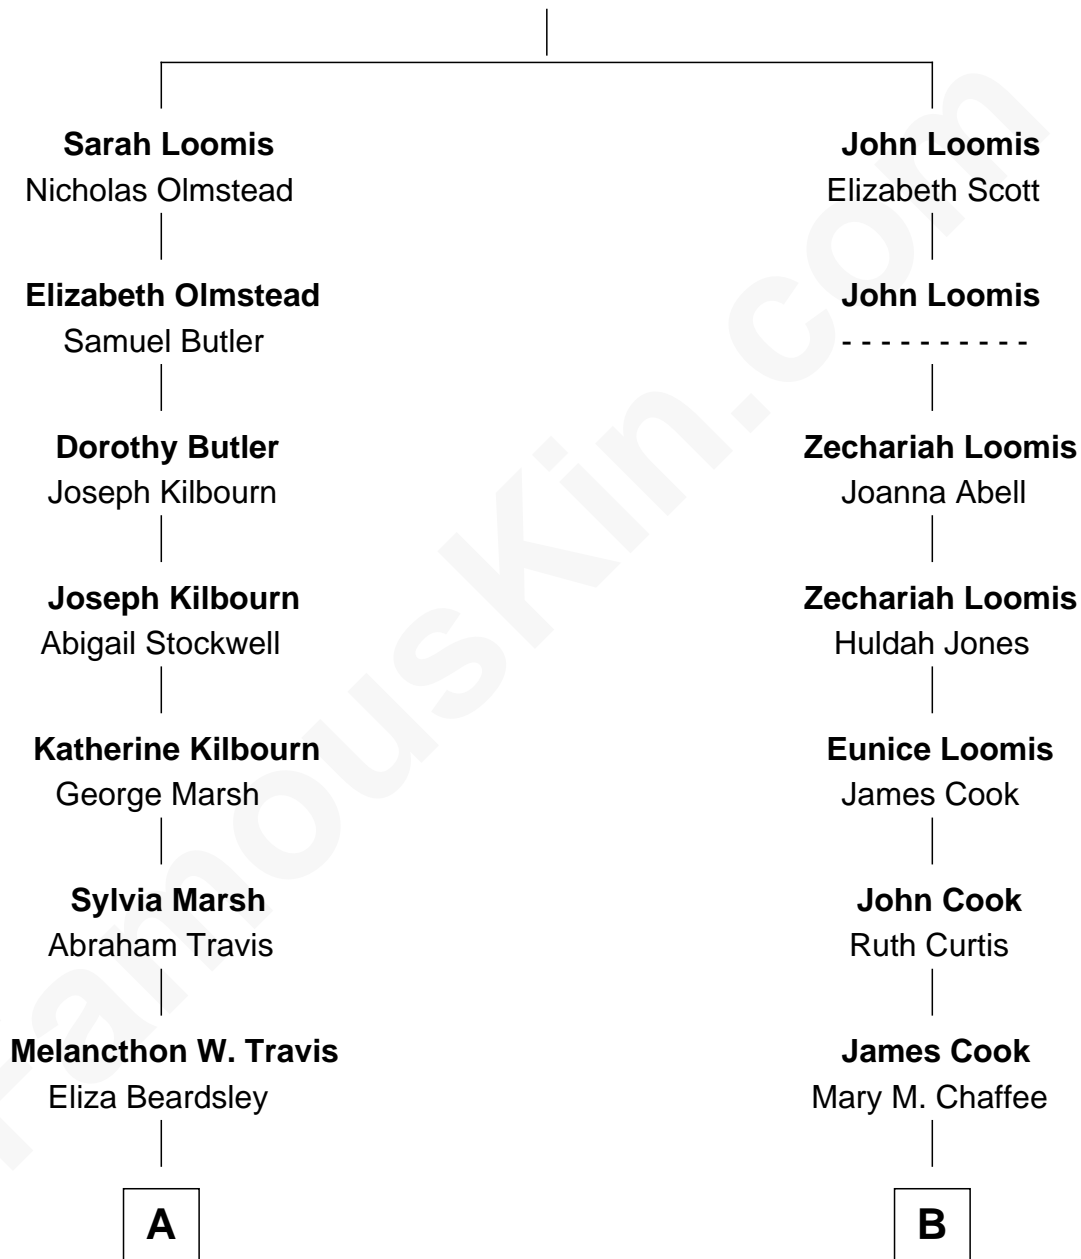 Sarah Loomis
Nicholas Olmstead
Elizabeth Olmstead
Samuel Butler
Dorothy Butler
Joseph Kilbourn
Joseph Kilbourn
Abigail Stockwell
Katherine Kilbourn
George Marsh
Sylvia Marsh
Abraham Travis
Melancthon W. Travis
Eliza Beardsley
A
John Loomis
Elizabeth Scott
John Loomis
- - - - - - - - - -
Zechariah Loomis
Joanna Abell
Zechariah Loomis
Huldah Jones
Eunice Loomis
James Cook
John Cook
Ruth Curtis
James Cook
Mary M. Chaffee
B
FamousKin.com